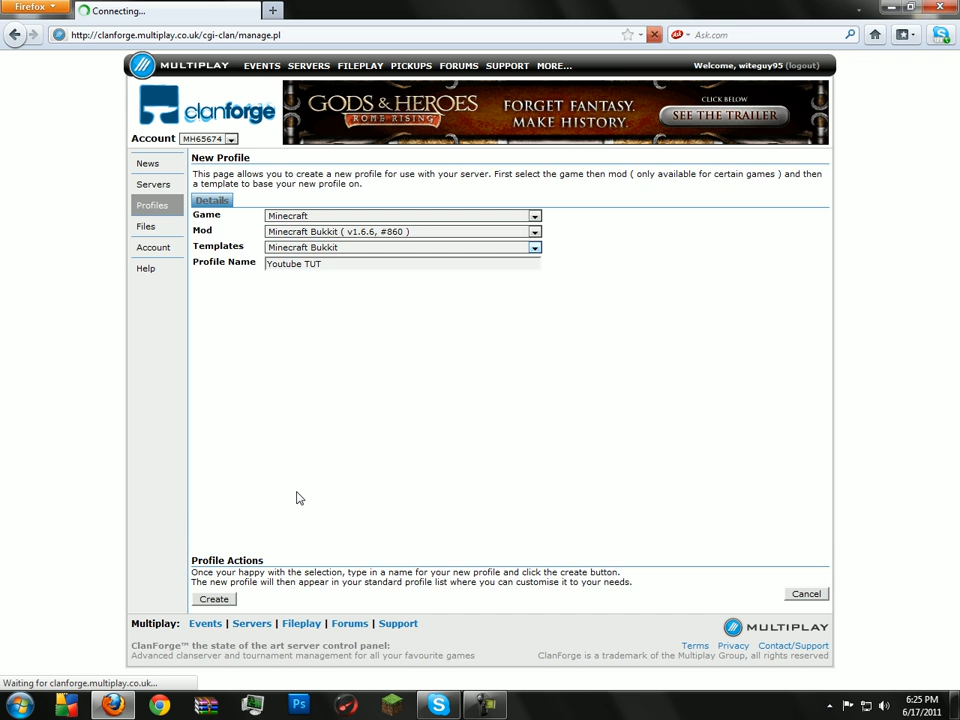 Firefox
Connecting...
http://clanforge.multiplay.co.uk/cgi-clan/manage.pl
Ask.com
MULTIPLAY EVENTS SERVERS FILEPLAY PICKUPS FORUMS SUPPORT MORE...
Welcome, witeguy95 (logout)
clanforge
GODS & HEROES
ROME RISING
FORGET FANTASY.
MAKE HISTORY.
CLICK BELOW
SEE THE TRAILER
Account MH65674
News
Servers
Profiles
Files
Account
Help
New Profile
This page allows you to create a new profile for use with your server. First select the game then mod ( only available for certain games ) and then
a template to base your new profile on.
Details
Game Minecraft
Mod Minecraft Bukkit ( v1.6.6, #860 )
Templates Minecraft Bukkit
Profile Name Youtube TUT
Profile Actions
Once your happy with the selection, type in a name for your new profile and click the create button.
The new profile will then appear in your standard profile list where you can customise it to your needs.
Create
Cancel
Multiplay: Events | Servers | Fileplay | Forums | Support
MULTIPLAY
ClanForge™ the state of the art server control panel:
Advanced clanserver and tournament management for all your favourite games
Terms Privacy Contact/Support
ClanForge is a trademark of the Multiplay Group, all rights reserved
Waiting for clanforge.multiplay.co.uk...
Ps
6:25 PM
6/17/2011